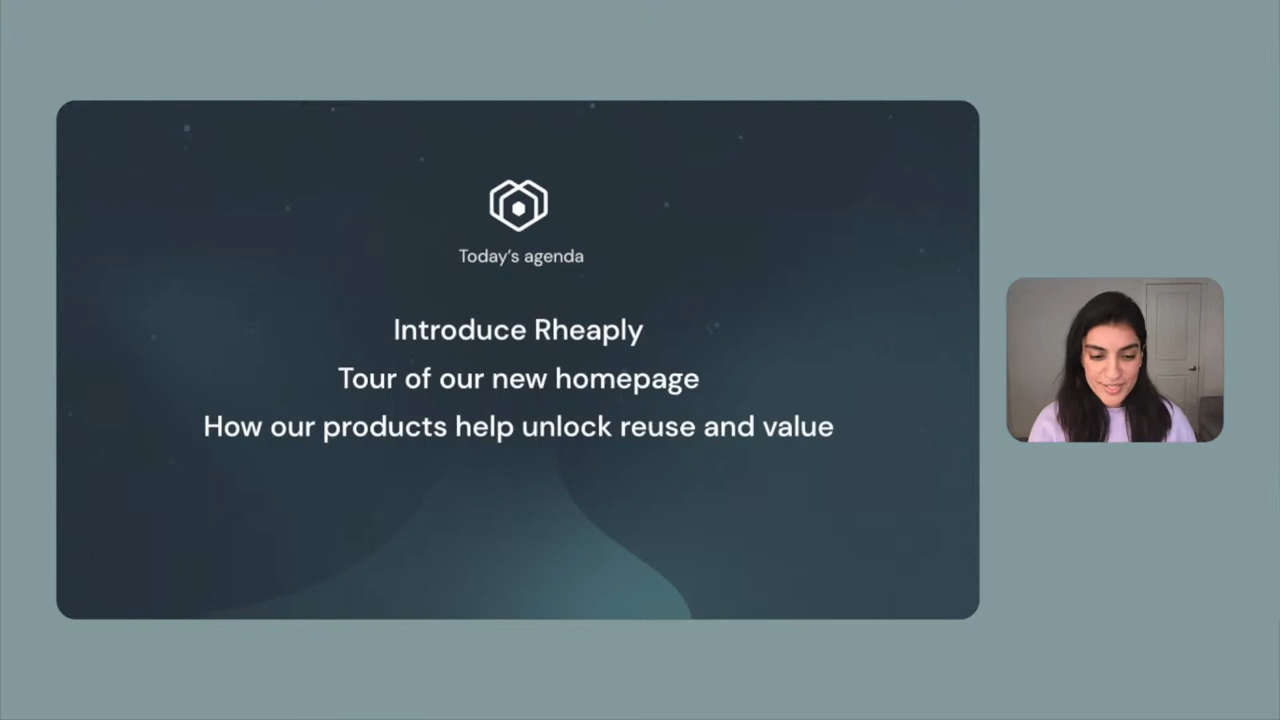 Today's agenda
Introduce Rheaply
Tour of our new homepage
How our products help unlock reuse and value